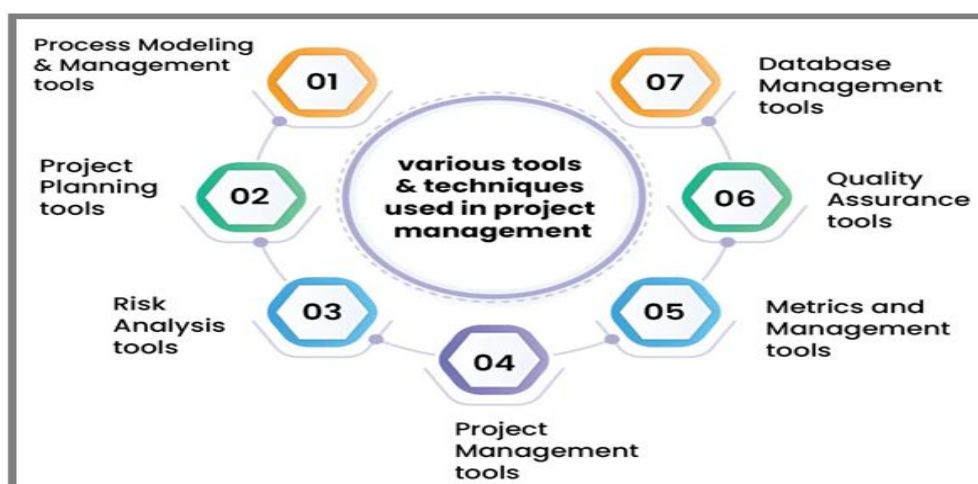 various tools
& techniques
used in project
management
01
Process Modeling
& Management
tools
02
Project
Planning
tools
03
Risk
Analysis
tools
04
Project
Management
tools
05
Metrics and
Management
tools
06
Quality
Assurance
tools
07
Database
Management
tools